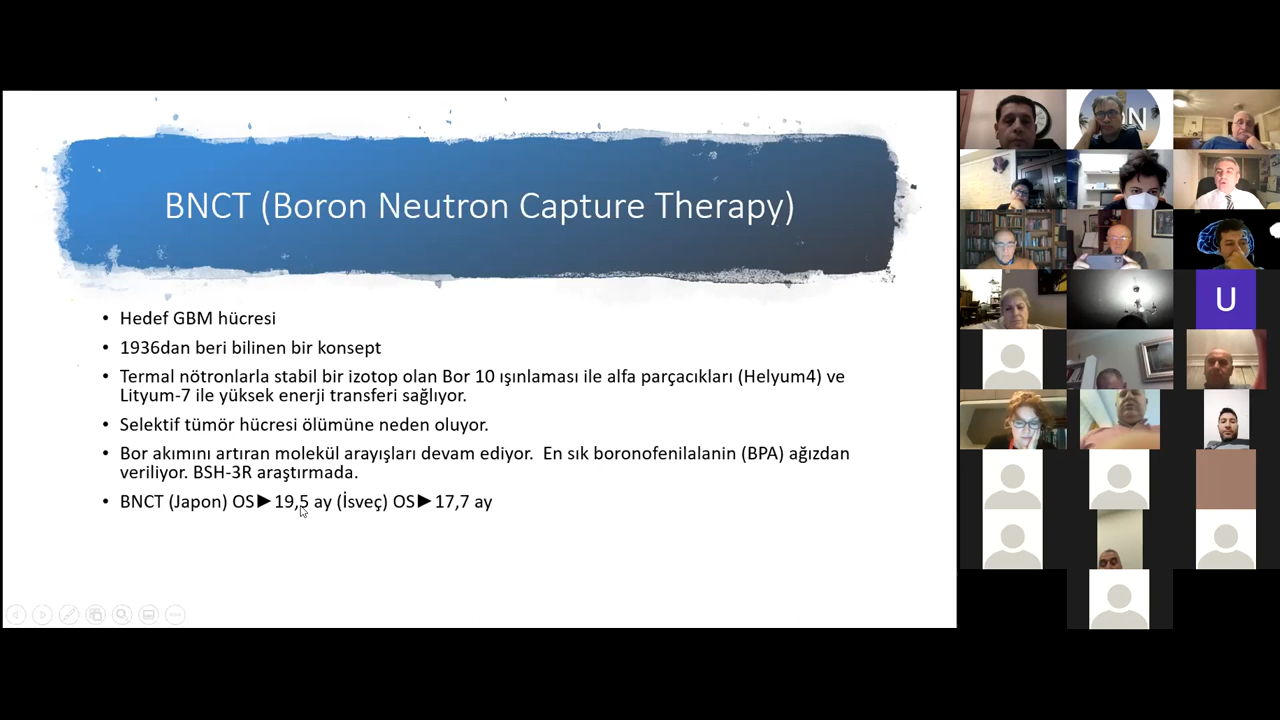 BNCT (Boron Neutron Capture Therapy)
• Hedef GBM hücresi
• 1936dan beri bilinen bir konsept
• Termal nötronlarla stabil bir izotop olan Bor 10 ışınlaması ile alfa parçacıkları (Helyum4) ve
Lityum-7 ile yüksek enerji transferi sağlıyor.
• Selektif tümör hücresi ölümüne neden oluyor.
• Bor akımını artıran molekül arayışları devam ediyor. En sık boronofenilalanin (BPA) ağızdan
veriliyor. BSH-3R araştırmada.
• BNCT (Japon) OS►19,5 ay (İsveç) OS►17,7 ay
N
U